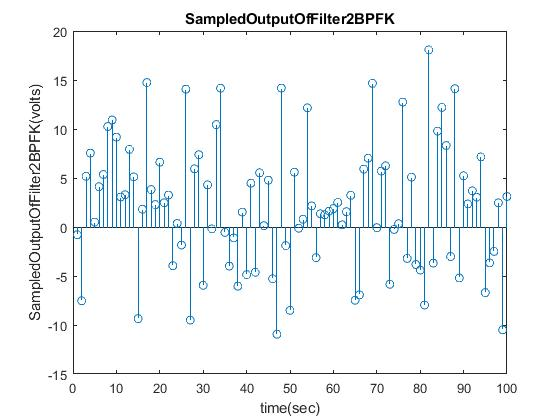 SampledOutputOfFilter2BPFK
20
15
10
5
0
-5
-10
-15
SampledOutputOfFilter2BPFK(volts)
0 10 20 30 40 50 60 70 80 90 100
time(sec)